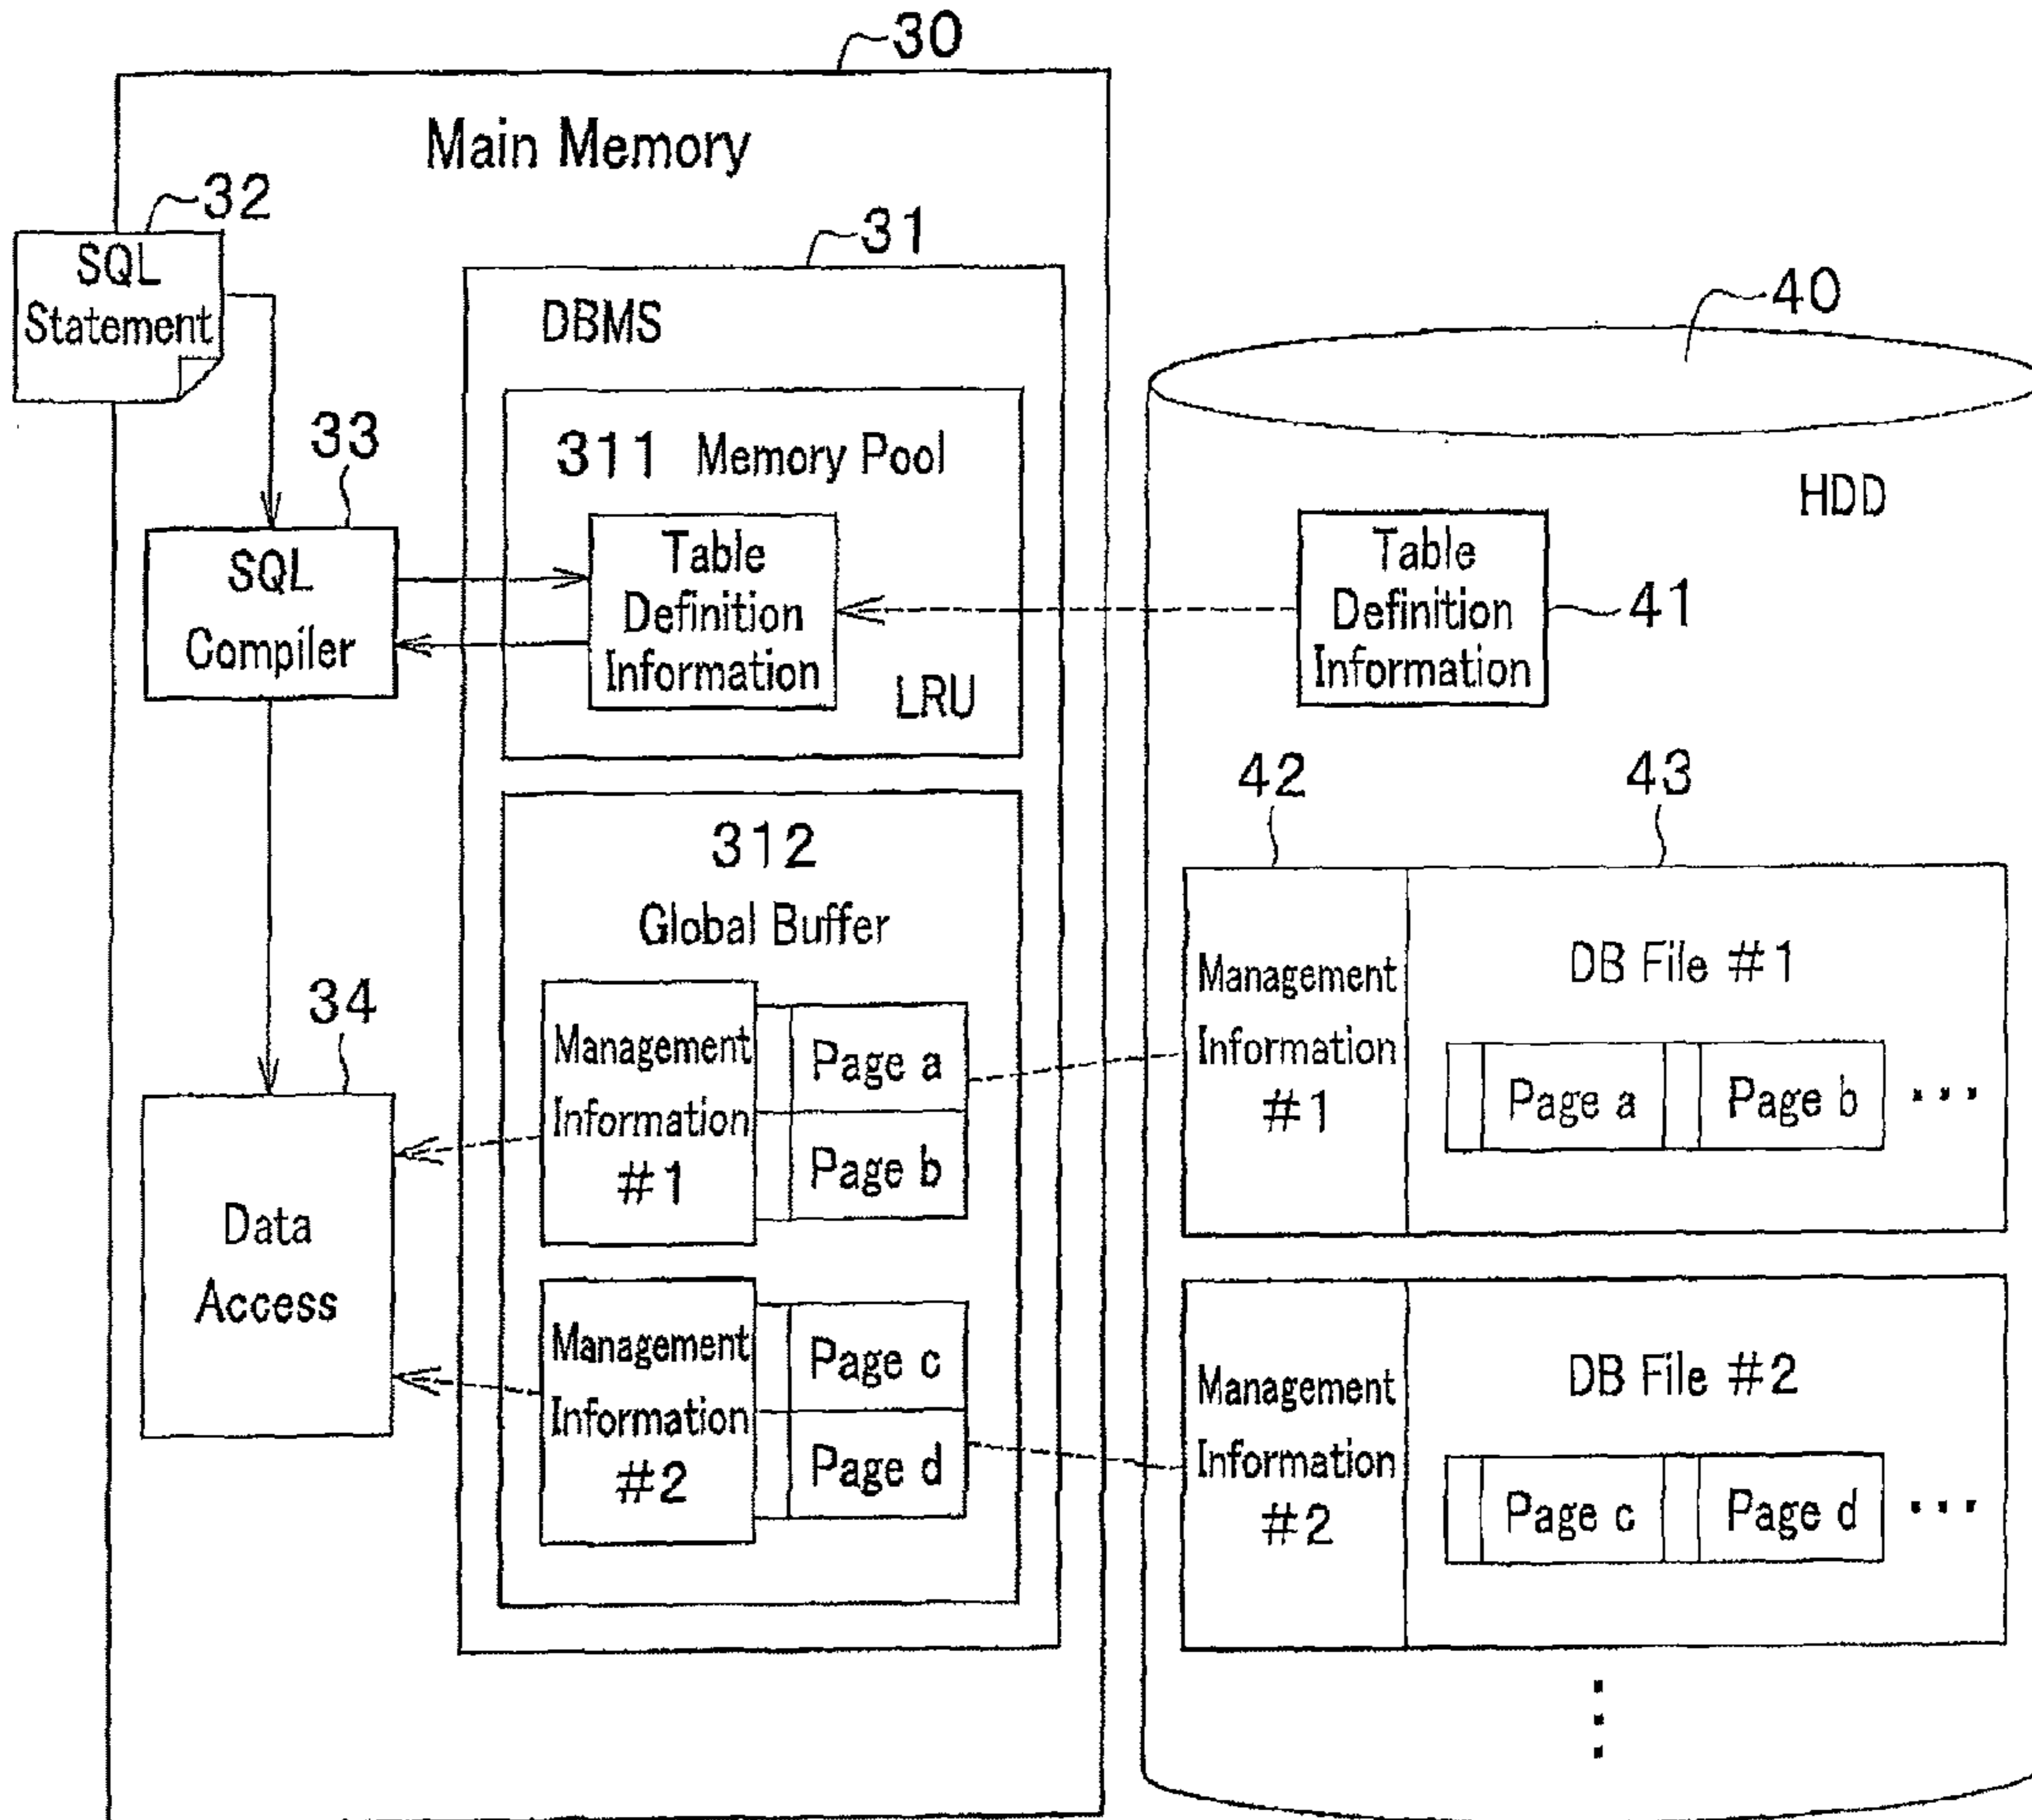 30
Main Memory
32
SQL
Statement
31
DBMS
40
HDD
33
SQL
Compiler
311 Memory Pool
Table
Definition
Information
LRU
Table
Definition
Information
41
42
43
312
Global Buffer
34
Data
Access
Management
Information
#1
Page a
Page b
Management
Information
#2
Page c
Page d
Management
Information
#1
DB File #1
Page a
Page b
...
Management
Information
#2
DB File #2
Page c
Page d
...